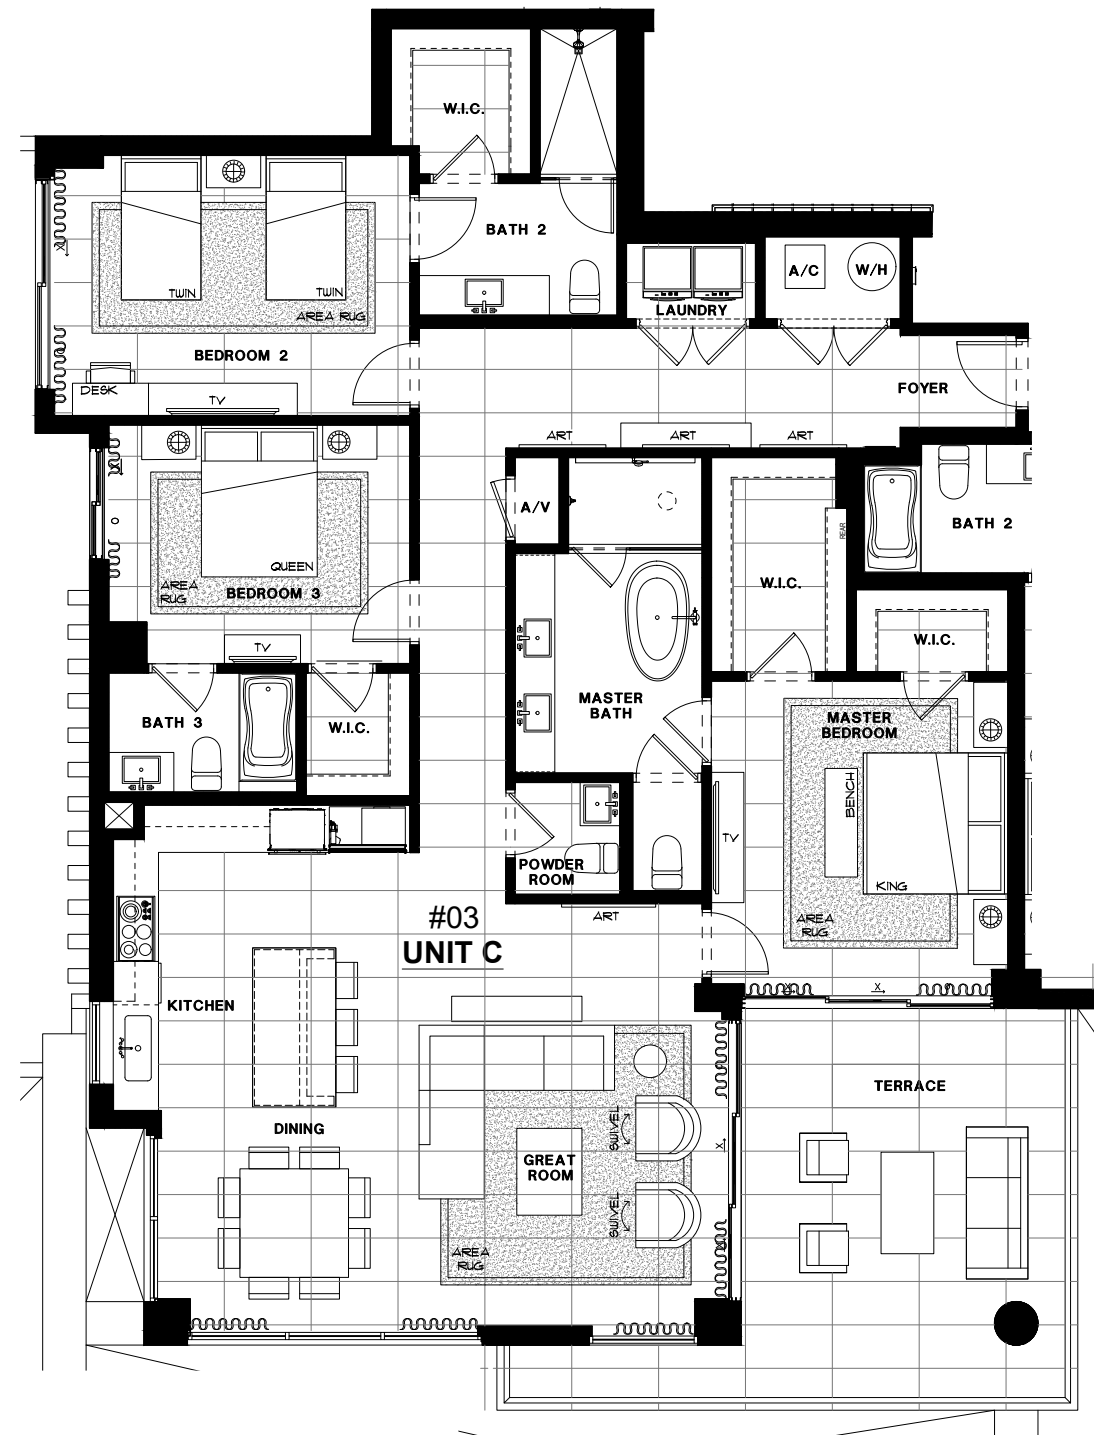 W.I.C.
BATH 2
TWIN
TWIN
AREA RUG
A/C
W/H
LAUNDRY
BEDROOM 2
DESK
TV
FOYER
ART
ART
ART
A/V
BATH 2
REAR
QUEEN
AREA
RUG
BEDROOM 3
W.I.C.
W.I.C.
TV
MASTER
BATH
BATH 3
W.I.C.
MASTER
BEDROOM
BENCH
TV
KING
POWDER
ROOM
AREA
RUG
ART
#03
UNIT C
KITCHEN
X
X
X
X
TERRACE
DINING
SWIVEL
X
GREAT
ROOM
SWIVEL
AREA
RUG